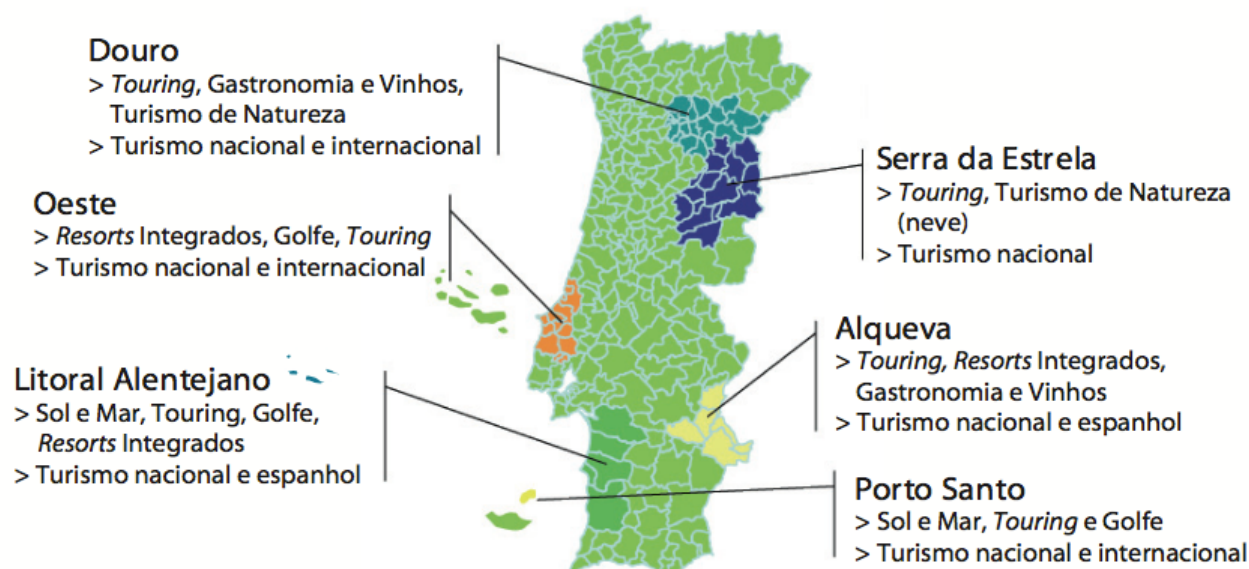 Douro
> Touring, Gastronomia e Vinhos,
Turismo de Natureza
> Turismo nacional e internacional
Serra da Estrela
> Touring, Turismo de Natureza
(neve)
> Turismo nacional
Oeste
> Resorts Integrados, Golfe, Touring
> Turismo nacional e internacional
Alqueva
> Touring, Resorts Integrados,
Gastronomia e Vinhos
> Turismo nacional e espanhol
Litoral Alentejano
> Sol e Mar, Touring, Golfe,
Resorts Integrados
> Turismo nacional e espanhol
Porto Santo
> Sol e Mar, Touring e Golfe
> Turismo nacional e internacional